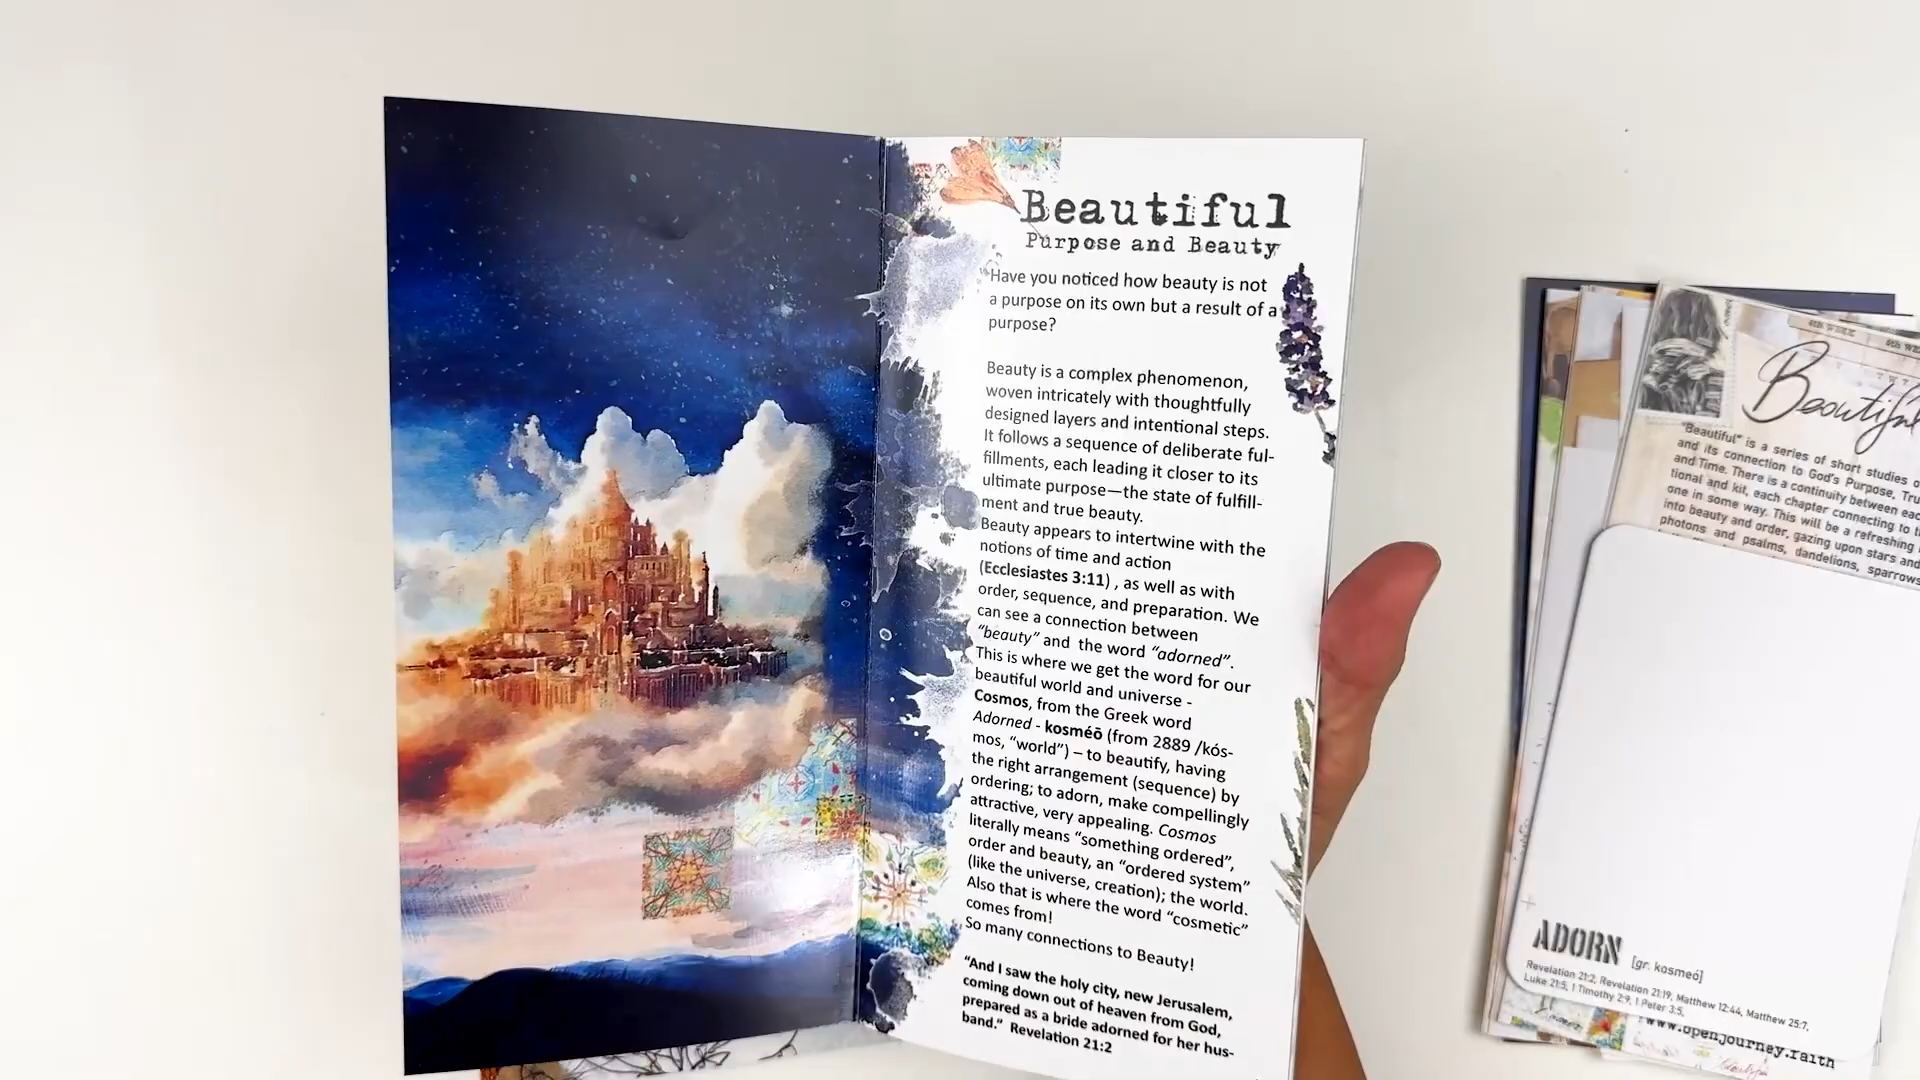 Beautiful
Purpose and Beauty
Have you noticed how beauty is not
a purpose on its own but a result of a
purpose?
Beauty is a complex phenomenon,
woven intricately with thoughtfully
designed layers and intentional steps.
It follows a sequence of deliberate ful-
fillments, each leading it closer to its
ultimate purpose—the state of fulfill-
ment and true beauty.
Beauty appears to intertwine with the
notions of time and action
(Ecclesiastes 3:11) , as well as with
order, sequence, and preparation. We
can see a connection between
“beauty” and the word “adorned”.
This is where we get the word for our
beautiful world and universe -
Cosmos, from the Greek word
Adorned - kosméō (from 2889 /kós-
mos, “world”) – to beautify, having
the right arrangement (sequence) by
ordering; to adorn, make compellingly
attractive, very appealing. Cosmos
literally means “something ordered”,
order and beauty, an “ordered system”
(like the universe, creation); the world.
Also that is where the word “cosmetic”
comes from!
So many connections to Beauty!
“And I saw the holy city, new Jerusalem,
coming down out of heaven from God,
prepared as a bride adorned for her hus-
band.” Revelation 21:2
4th WEEK
Beautiful
"Beautiful" is a series of short studies
and its connection to God's Purpose,
and Time. There is a continuity between
tional and kit, each chapter connecting to
one in some way. This will be a refreshing
into beauty and order, gazing upon stars and
photons and psalms, dandelions, sparrows
ADORN [gr. kosmeó]
Revelation 21:2, Revelation 21:19, Matthew 12:44, Matthew 25:7,
Luke 21:5, 1 Timothy 2:9, 1 Peter 3:5,
www.openjourney.faith